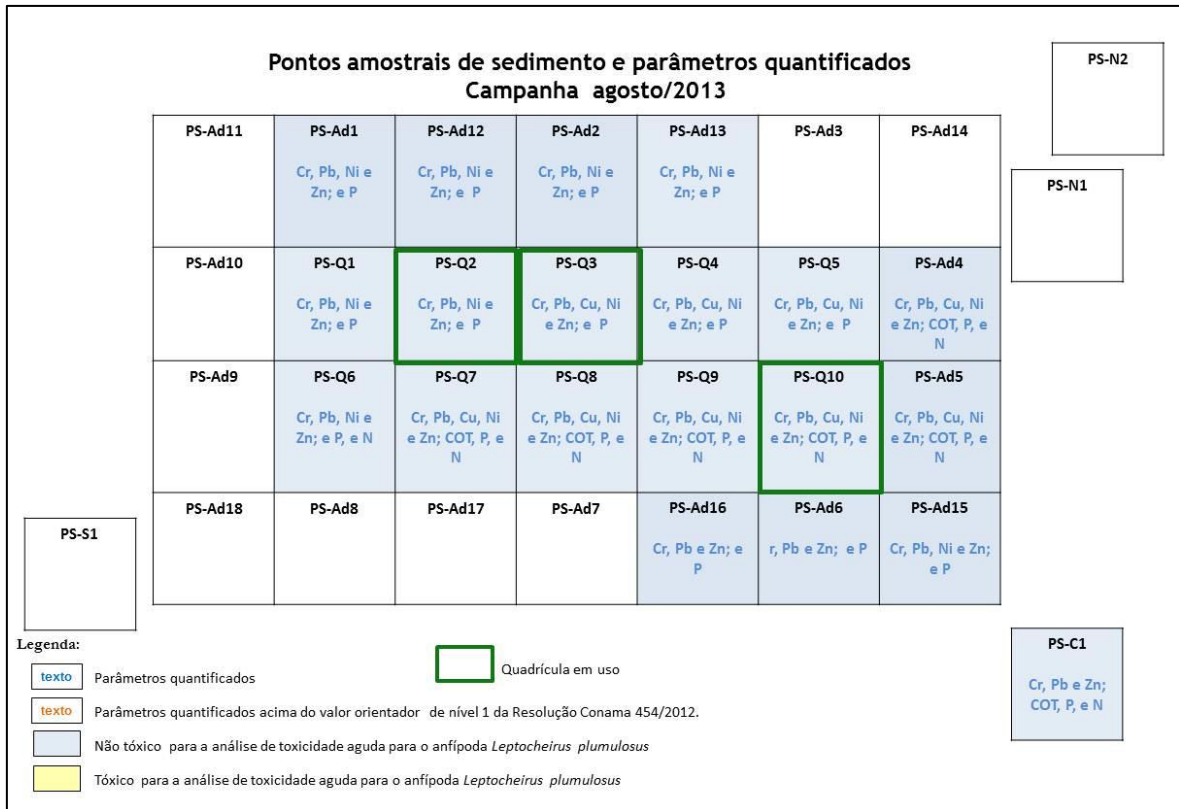 Pontos amostrais de sedimento e parâmetros quantificados
Campanha agosto/2013
PS-N2
PS-N1
PS-Ad11
PS-Ad1
Cr, Pb, Ni e
Zn; e P
PS-Ad12
Cr, Pb, Ni e
Zn; e P
PS-Ad2
Cr, Pb, Ni e
Zn; e P
PS-Ad13
Cr, Pb, Ni e
Zn; e P
PS-Ad3
PS-Ad14
PS-Ad10
PS-Q1
Cr, Pb, Ni e
Zn; e P
PS-Q2
Cr, Pb, Ni e
Zn; e P
PS-Q3
Cr, Pb, Cu, Ni
e Zn; e P
PS-Q4
Cr, Pb, Cu, Ni
e Zn; e P
PS-Q5
Cr, Pb, Cu, Ni
e Zn; e P
PS-Ad4
Cr, Pb, Cu, Ni
e Zn; COT, P, e
N
PS-Ad9
PS-Q6
Cr, Pb, Ni e
Zn; e P, e N
PS-Q7
Cr, Pb, Cu, Ni
e Zn; COT, P, e
N
PS-Q8
Cr, Pb, Cu, Ni
e Zn; COT, P, e
N
PS-Q9
Cr, Pb, Cu, Ni
e Zn; COT, P, e
N
PS-Q10
Cr, Pb, Cu, Ni
e Zn; COT, P, e
N
PS-Ad5
Cr, Pb, Cu, Ni
e Zn; COT, P, e
N
PS-Ad18
PS-Ad8
PS-Ad17
PS-Ad7
PS-Ad16
Cr, Pb e Zn; e
P
PS-Ad6
r, Pb e Zn; e P
PS-Ad15
Cr, Pb, Ni e Zn;
e P
PS-S1
PS-C1
Cr, Pb e Zn;
COT, P, e N
Legenda:
texto Parâmetros quantificados
Quadrícula em uso
texto Parâmetros quantificados acima do valor orientador de nível 1 da Resolução Conama 454/2012.
Não tóxico para a análise de toxicidade aguda para o anfípoda Leptocheirus plumulosus
Tóxico para a análise de toxicidade aguda para o anfípoda Leptocheirus plumulosus